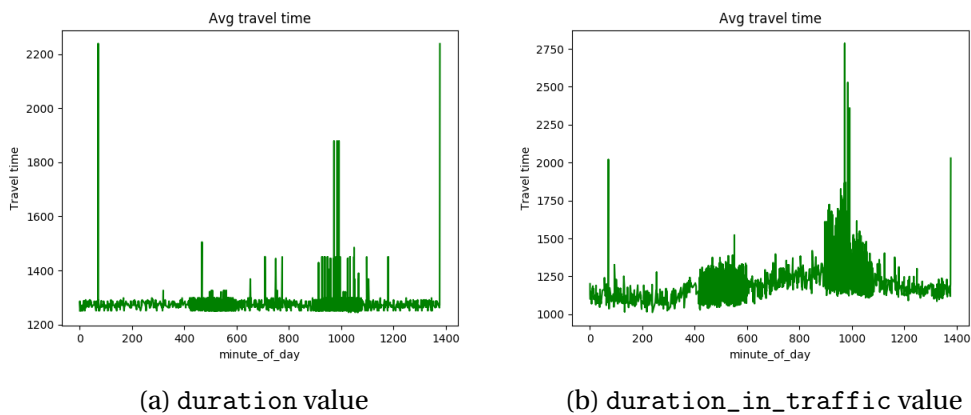 Avg travel time
2200
2000
1800
1600
1400
1200
Travel time
0 200 400 600 800 1000 1200 1400
minute_of_day
(a) duration value
Avg travel time
2750
2500
2250
2000
1750
1500
1250
1000
Travel time
0 200 400 600 800 1000 1200 1400
minute_of_day
(b) duration_in_traffic value